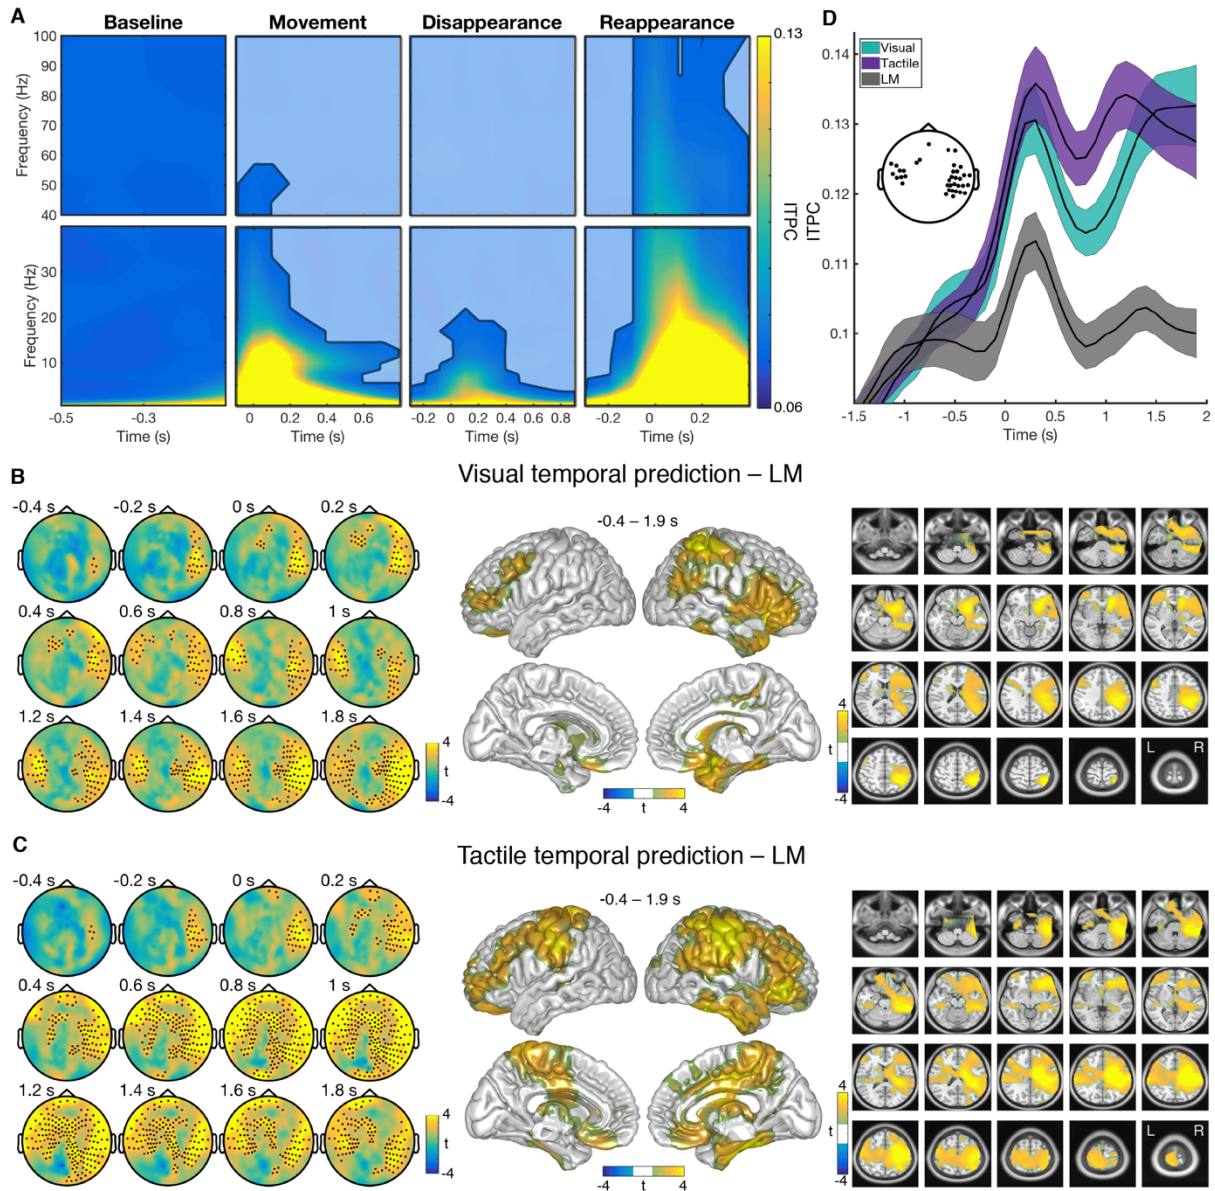 A
Baseline
Movement
Disappearance
Reappearance
Frequency (Hz)
100
90
80
70
60
50
40
Frequency (Hz)
30
20
10
-0.5
-0.3
Time (s)
0
0.2
0.4
0.6
Time (s)
-0.2
0
0.2
0.4
0.6
0.8
Time (s)
0
0.2
Time (s)
0.13
ITPC
0.06
D
Visual
Tactile
LM
ITPC
0.14
0.13
0.12
0.11
0.1
-1.5
-1
-0.5
0
0.5
1
1.5
2
Time (s)
B
Visual temporal prediction – LM
-0.4 s
-0.2 s
0 s
0.2 s
0.4 s
0.6 s
0.8 s
1 s
1.2 s
1.4 s
1.6 s
1.8 s
4
t
-4
-0.4 – 1.9 s
-4
t
4
4
t
-4
L
R
C
Tactile temporal prediction – LM
-0.4 s
-0.2 s
0 s
0.2 s
0.4 s
0.6 s
0.8 s
1 s
1.2 s
1.4 s
1.6 s
1.8 s
4
t
-4
-0.4 – 1.9 s
-4
t
4
4
t
-4
L
R